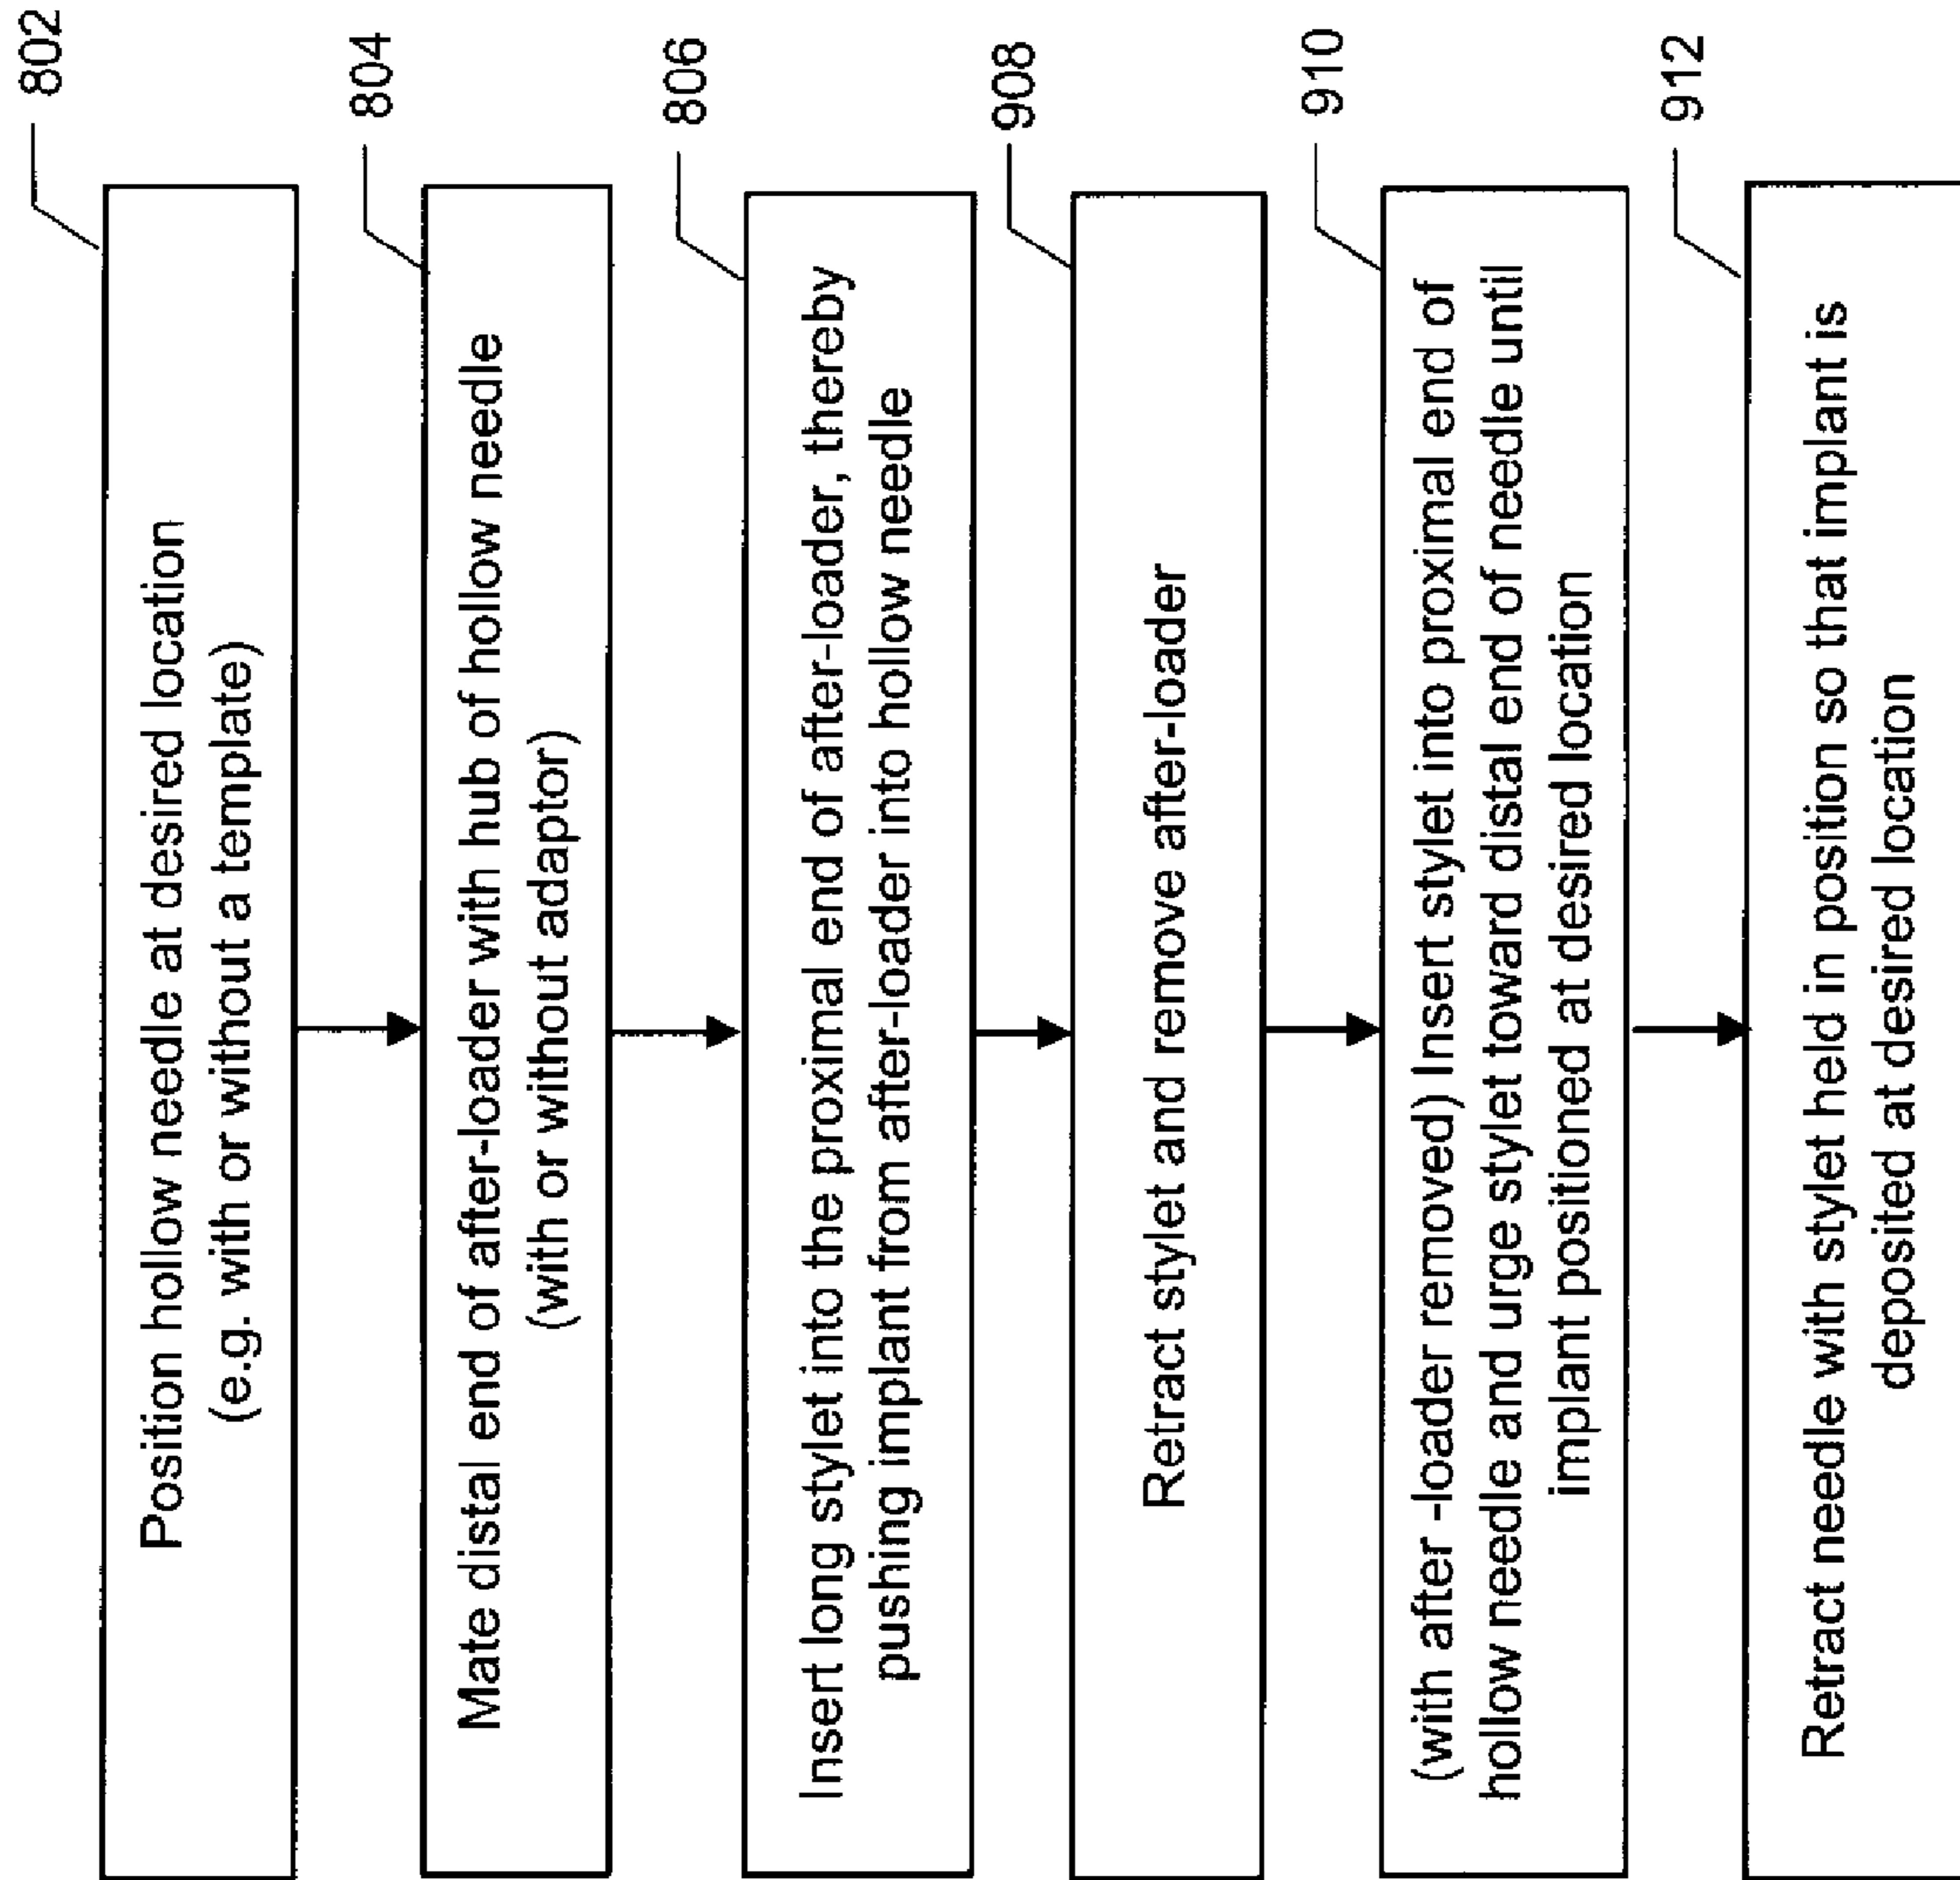 802
Position hollow needle at desired location
(e.g. with or without a template)
804
Mate distal end of after-loader with hub of hollow needle
(with or without adaptor)
806
Insert long stylet into the proximal end of after-loader, thereby
pushing implant from after-loader into hollow needle
908
Retract stylet and remove after-loader
910
(with after -loader removed) Insert stylet into proximal end of
hollow needle and urge stylet toward distal end of needle until
implant positioned at desired location
912
Retract needle with stylet held in position so that implant is
deposited at desired location